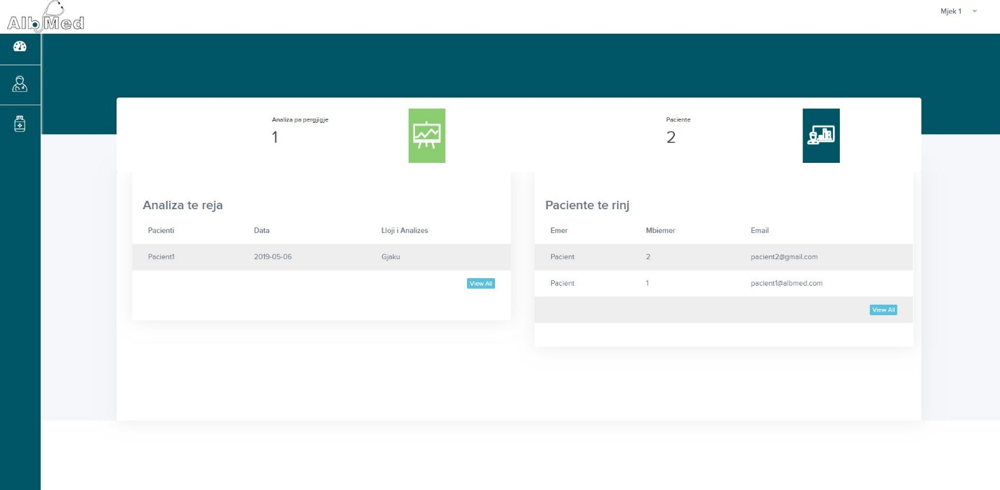 AlbMed
Mjek 1
Analiza pa pergjigje
1
Paciente
2
Analiza te reja
Pacienti Data Lloji i Analizes
Pacient1 2019-05-06 Gjaku
View All
Paciente te rinj
Emer Mbiemer Email
Pacient 2 pacient2@gmail.com
Pacient 1 pacient1@albmed.com
View All